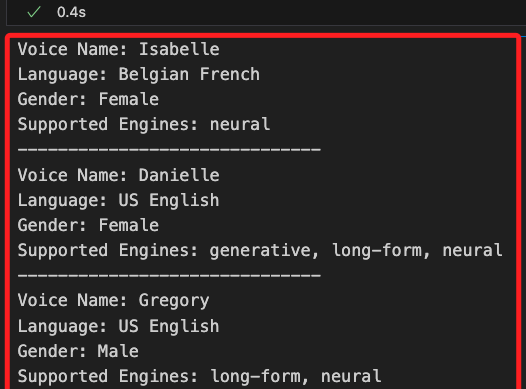 ✓ 0.4s
Voice Name: Isabelle
Language: Belgian French
Gender: Female
Supported Engines: neural
------------------------------
Voice Name: Danielle
Language: US English
Gender: Female
Supported Engines: generative, long-form, neural
------------------------------
Voice Name: Gregory
Language: US English
Gender: Male
Supported Engines: long-form, neural